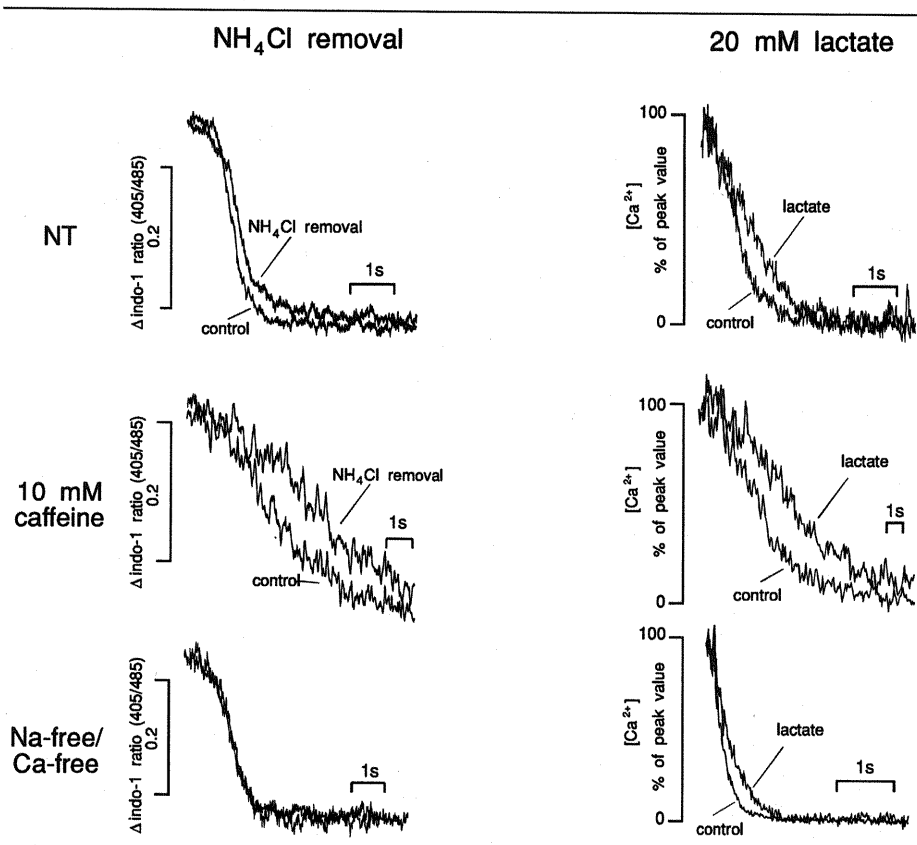 NH₄Cl removal
20 mM lactate
NT
Δ indo-1 ratio (405/485)
0.2
NH₄Cl removal
control
1s
[Ca²⁺]
% of peak value
100
0
lactate
control
1s
10 mM
caffeine
Δ indo-1 ratio (405/485)
0.2
NH₄Cl removal
control
1s
[Ca²⁺]
% of peak value
100
0
lactate
control
1s
Na-free/
Ca-free
Δ indo-1 ratio (405/485)
0.2
1s
[Ca²⁺]
% of peak value
100
0
lactate
control
1s